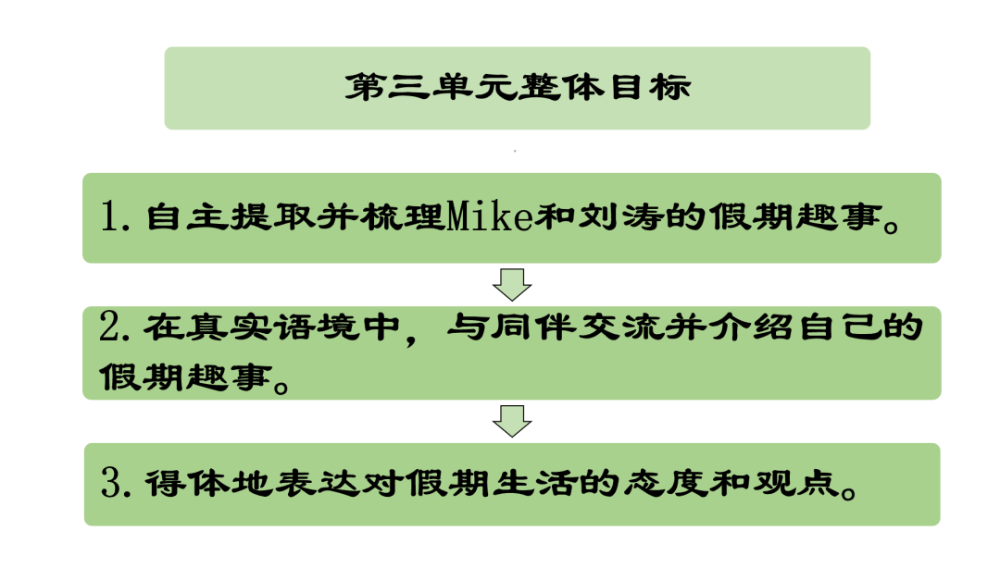 第三单元整体目标
1. 自主提取并梳理Mike和刘涛的假期趣事。
2. 在真实语境中，与同伴交流并介绍自己的
假期趣事。
3. 得体地表达对假期生活的态度和观点。